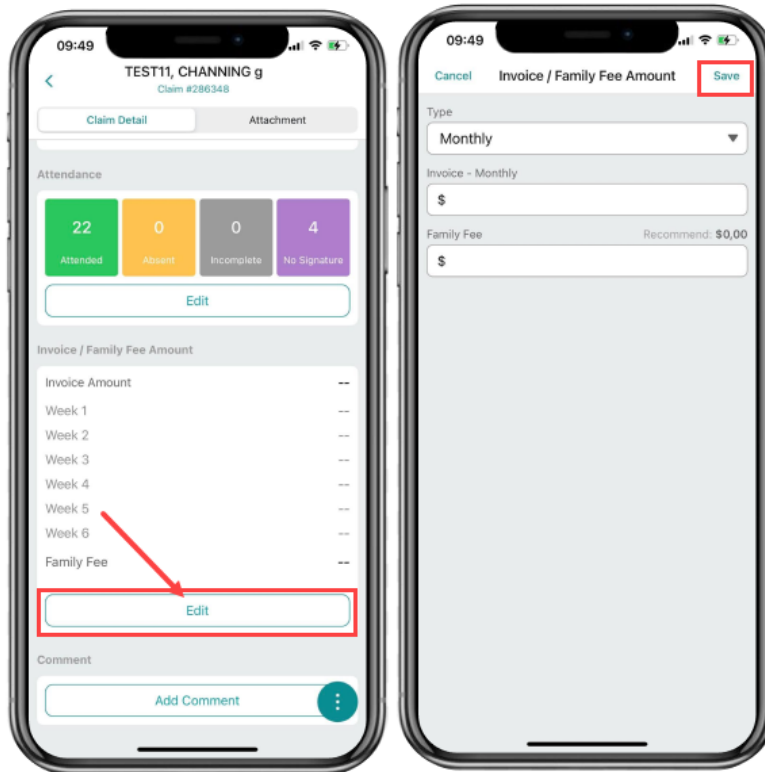 09:49
TEST11, CHANNING g
Claim #286348
Claim Detail Attachment
Attendance
22 0 0 4
Attended Absent Incomplete No Signature
Edit
Invoice / Family Fee Amount
Invoice Amount --
Week 1 --
Week 2 --
Week 3 --
Week 4 --
Week 5 --
Week 6 --
Family Fee --
Edit
Comment
Add Comment
09:49
Cancel Invoice / Family Fee Amount Save
Type
Monthly
Invoice - Monthly
$
Family Fee Recommend: $0,00
$